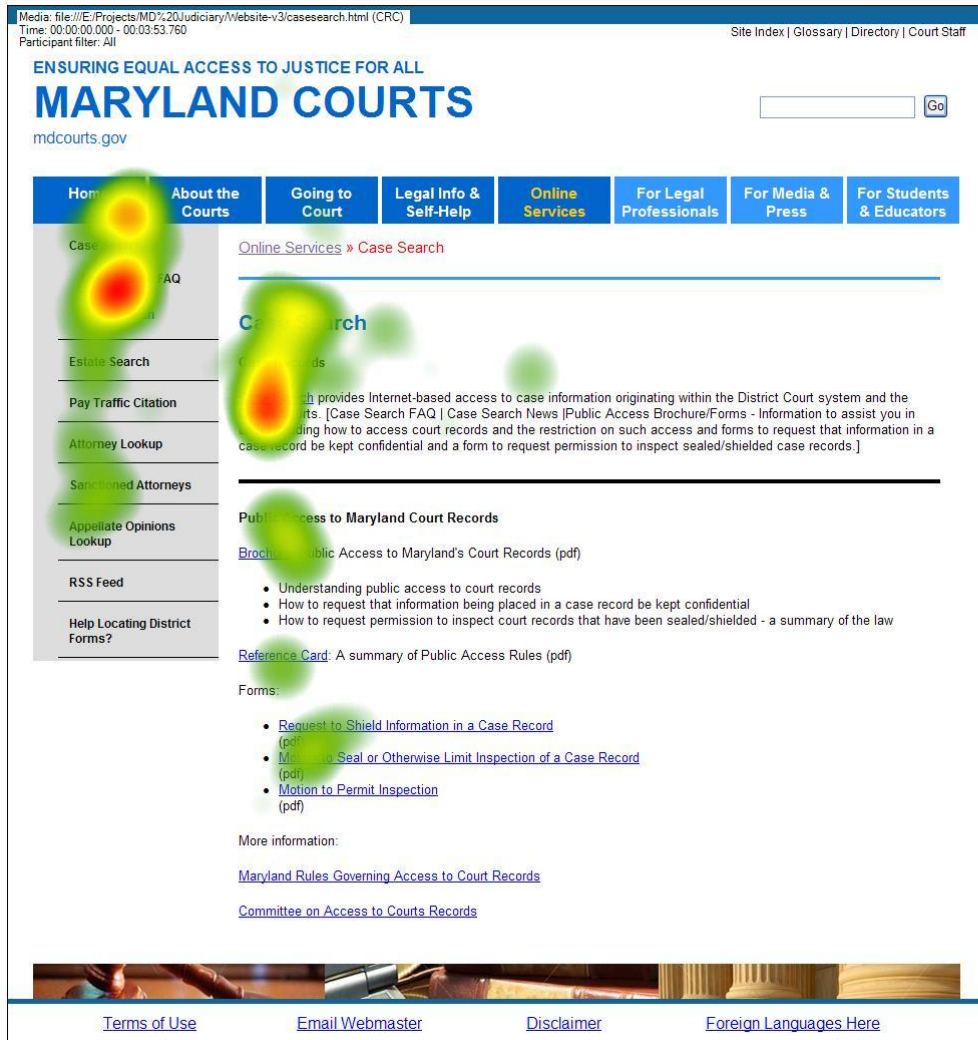 Media: file:///E:/Projects/MD%20Judiciary/Website-v3/casesearch.html (CRC)
Time: 00:00:00.000 - 00:03:53.760
Participant filter: All
Site Index | Glossary | Directory | Court Staff
ENSURING EQUAL ACCESS TO JUSTICE FOR ALL
MARYLAND COURTS
mdcourts.gov
Go
Home
About the
Courts
Going to
Court
Legal Info &
Self-Help
Online
Services
For Legal
Professionals
For Media &
Press
For Students
& Educators
Case
FAQ
Estate Search
Pay Traffic Citation
Attorney Lookup
Sanctioned Attorneys
Appellate Opinions
Lookup
RSS Feed
Help Locating District
Forms?
Online Services » Case Search
Case Search
provides Internet-based access to case information originating within the District Court system and the
[Case Search FAQ | Case Search News |Public Access Brochure/Forms - Information to assist you in
how to access court records and the restriction on such access and forms to request that information in a
case record be kept confidential and a form to request permission to inspect sealed/shielded case records.]
Public Access to Maryland Court Records
Brochure: Public Access to Maryland's Court Records (pdf)
• Understanding public access to court records
• How to request that information being placed in a case record be kept confidential
• How to request permission to inspect court records that have been sealed/shielded - a summary of the law
Reference Card: A summary of Public Access Rules (pdf)
Forms:
• Request to Shield Information in a Case Record
(pdf)
• Motion to Seal or Otherwise Limit Inspection of a Case Record
(pdf)
• Motion to Permit Inspection
(pdf)
More information:
Maryland Rules Governing Access to Court Records
Committee on Access to Courts Records
Terms of Use
Email Webmaster
Disclaimer
Foreign Languages Here